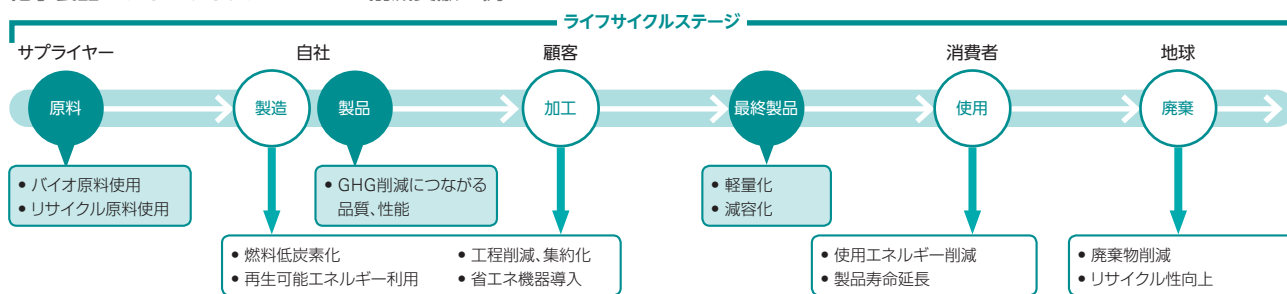 ライフサイクルステージ
サプライヤー
自社
顧客
消費者
地球
原料
製造
製品
加工
最終製品
使用
廃棄
• バイオ原料使用
• リサイクル原料使用
• GHG削減につながる
品質、性能
• 軽量化
• 減容化
• 燃料低炭素化
• 再生可能エネルギー利用
• 工程削減、集約化
• 省エネ機器導入
• 使用エネルギー削減
• 製品寿命延長
• 廃棄物削減
• リサイクル性向上